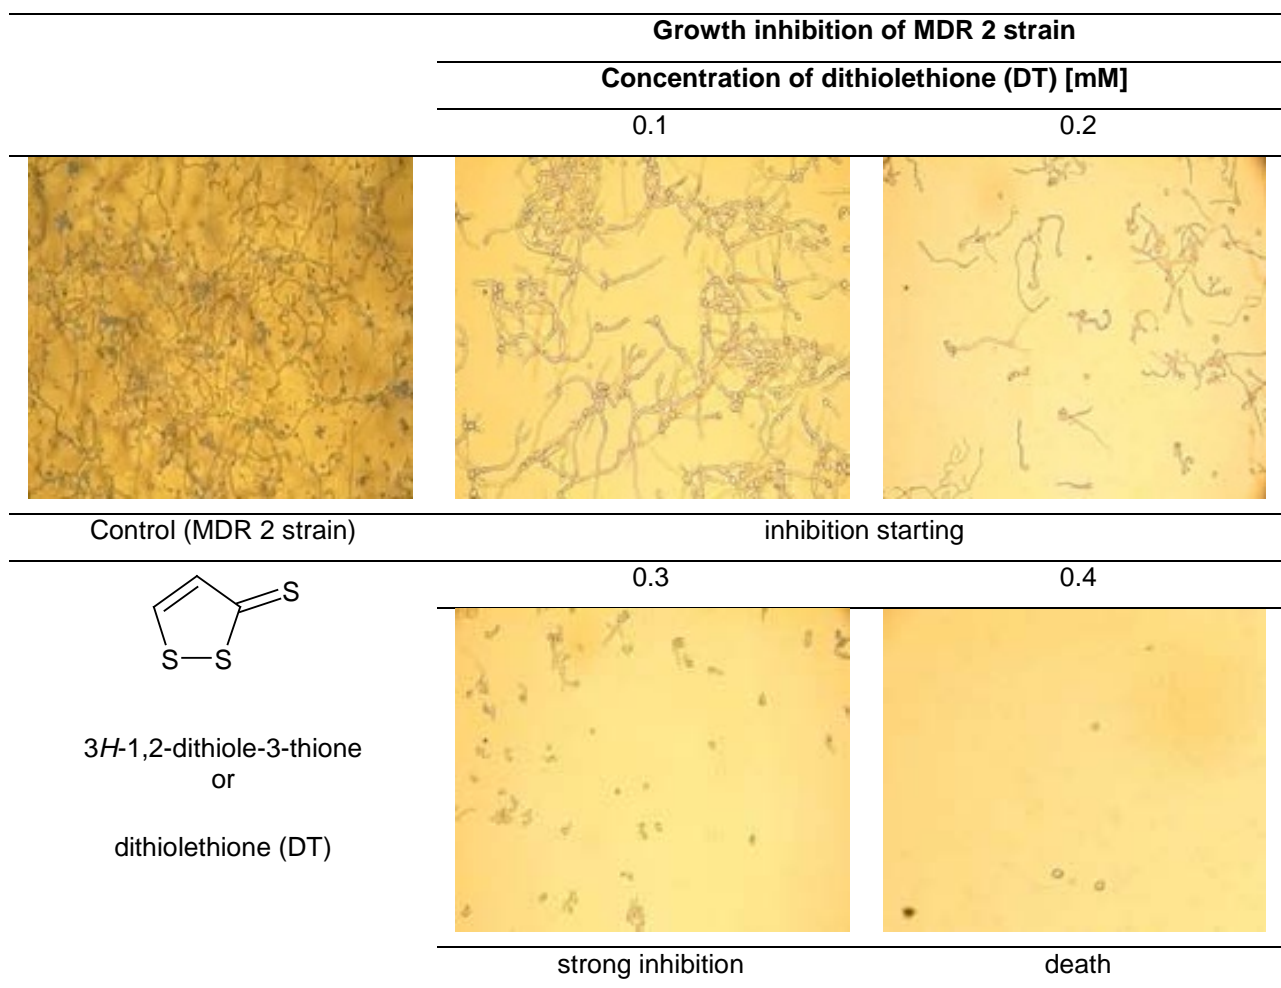 Growth inhibition of MDR 2 strain
Concentration of dithiolethione (DT) [mM]
0.1 0.2
Control (MDR 2 strain) inhibition starting
0.3 0.4
S
S S
3H-1,2-dithiole-3-thione
or
dithiolethione (DT)
strong inhibition death